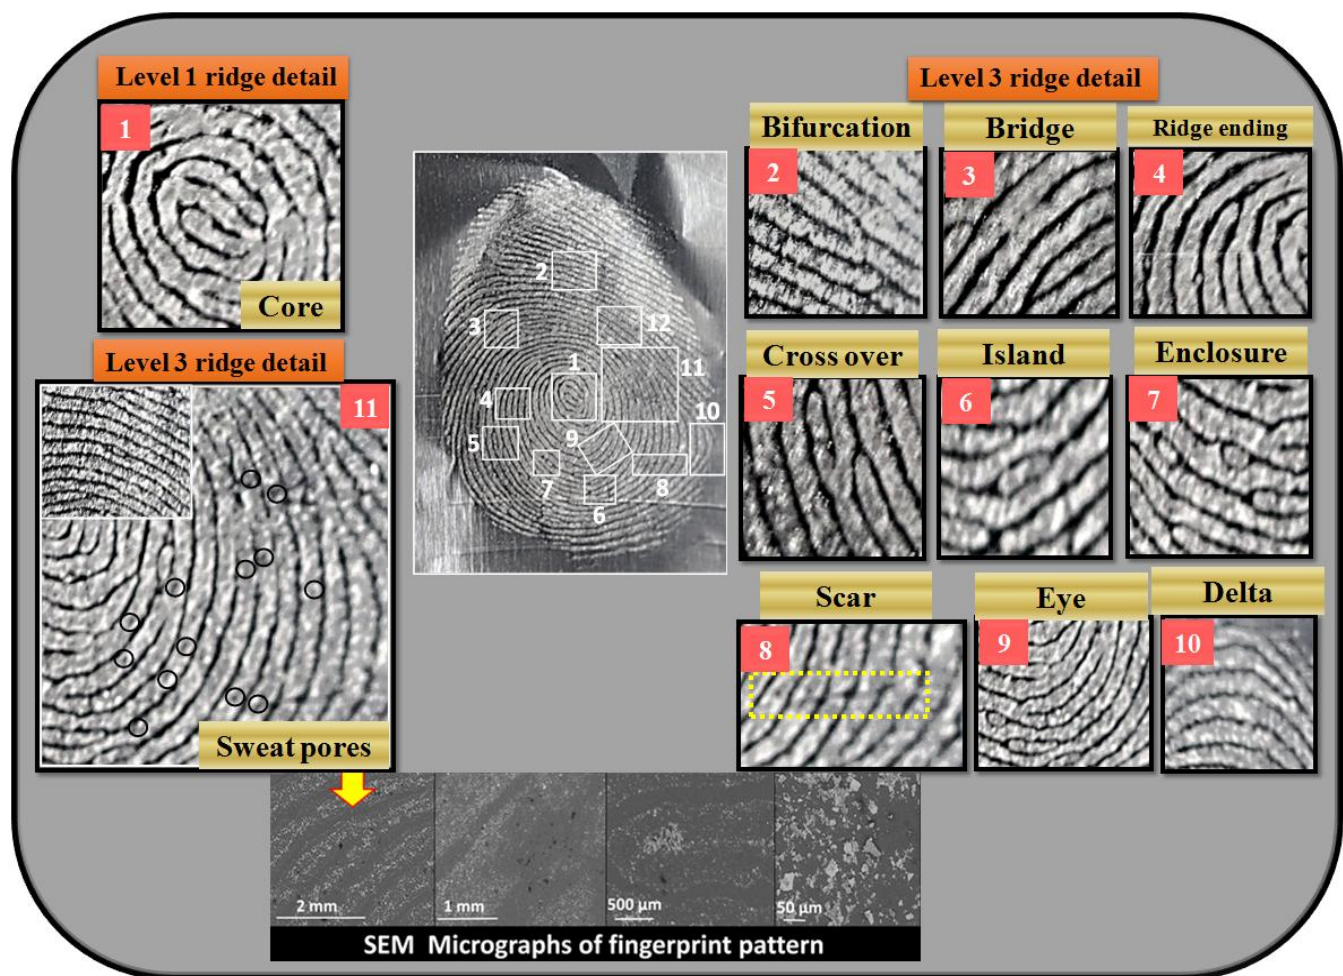 Level 1 ridge detail
1
Core
Level 3 ridge detail
11
Sweat pores
2
3
12
1
11
4
10
5
9
7
8
6
Level 3 ridge detail
Bifurcation
Bridge
Ridge ending
2
3
4
Cross over
Island
Enclosure
5
6
7
Scar
Eye
Delta
8
9
10
2 mm
1 mm
500 µm
50 µm
SEM Micrographs of fingerprint pattern